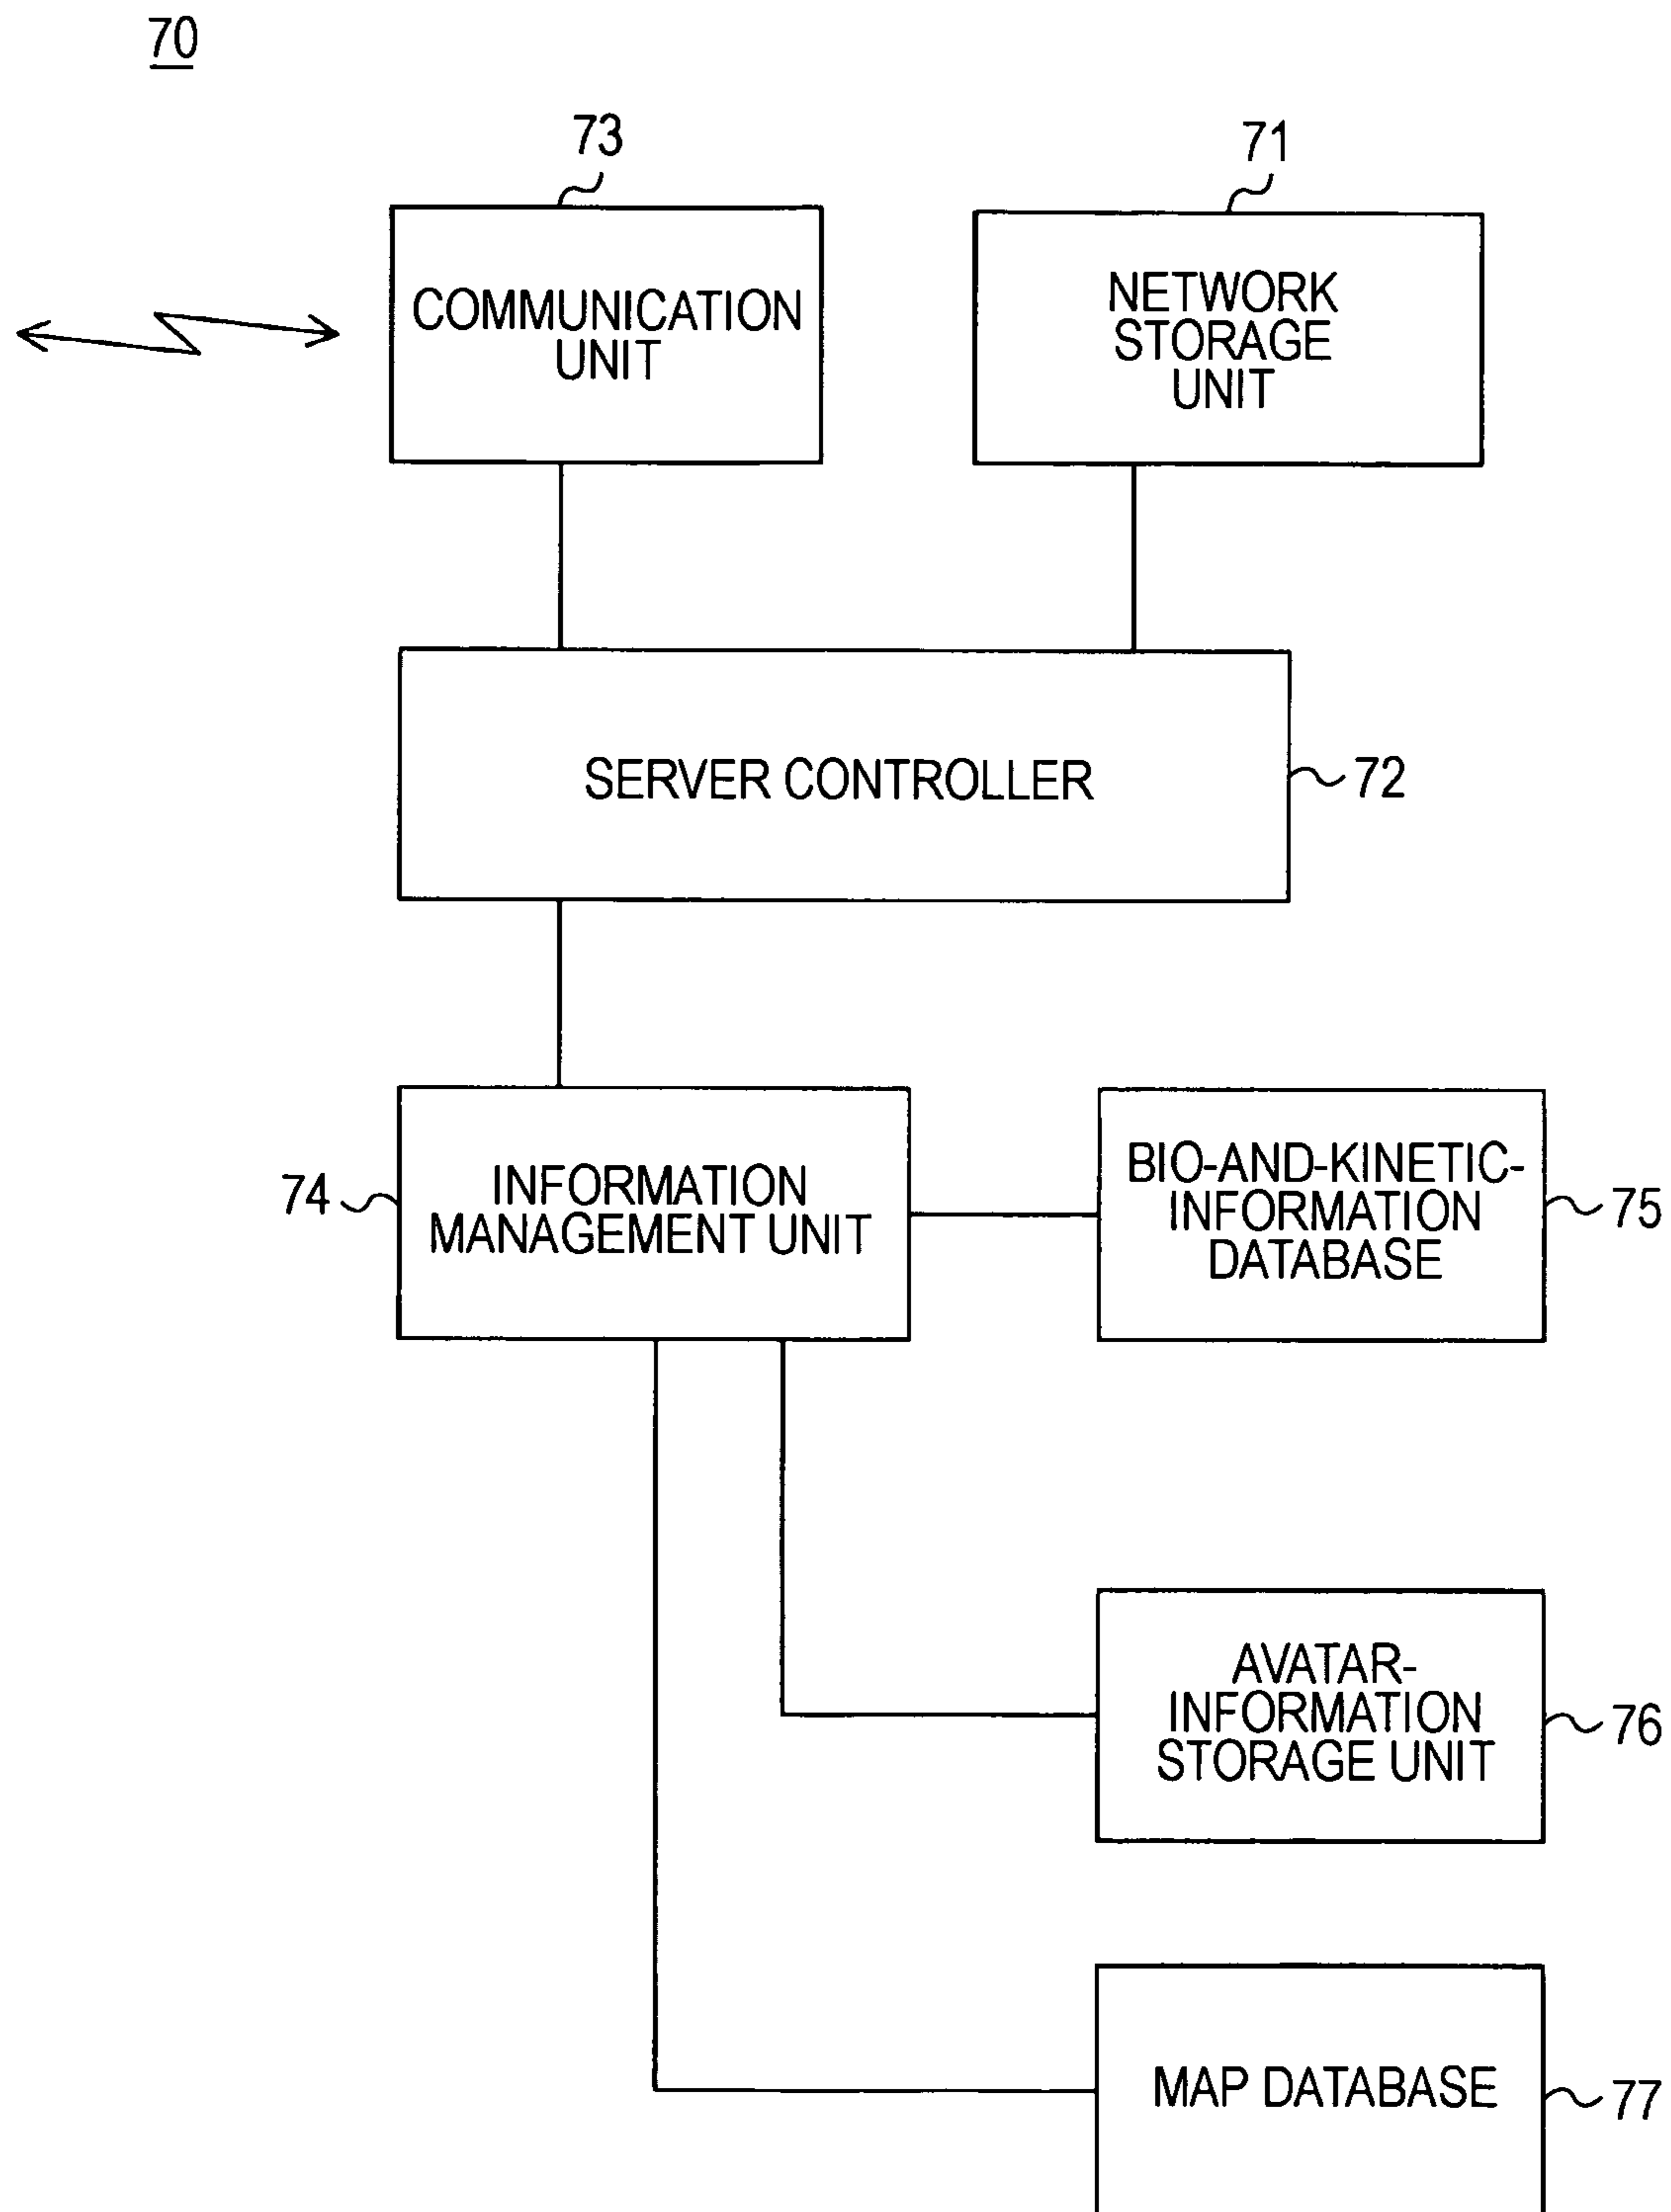 70
73
71
COMMUNICATION
UNIT
NETWORK
STORAGE
UNIT
SERVER CONTROLLER
72
74
INFORMATION
MANAGEMENT UNIT
BIO-AND-KINETIC-
INFORMATION
DATABASE
75
AVATAR-
INFORMATION
STORAGE UNIT
76
MAP DATABASE
77